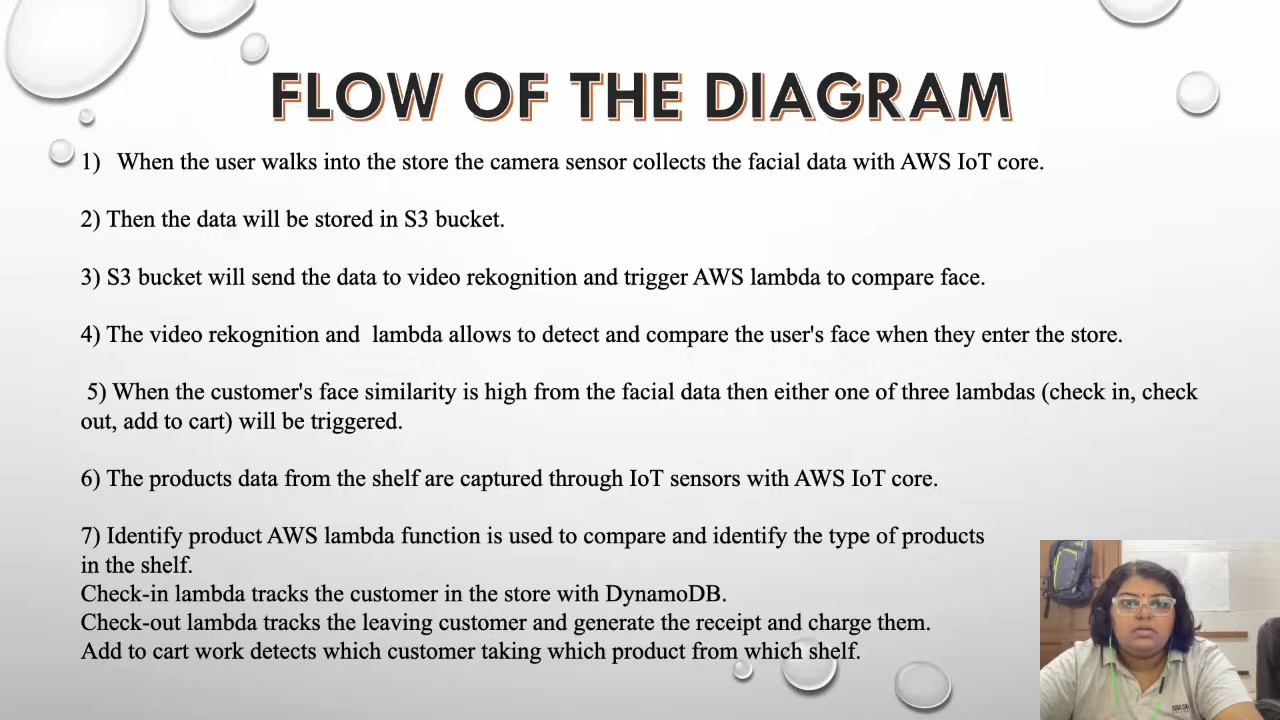 FLOW OF THE DIAGRAM
1) When the user walks into the store the camera sensor collects the facial data with AWS IoT core.
2) Then the data will be stored in S3 bucket.
3) S3 bucket will send the data to video rekognition and trigger AWS lambda to compare face.
4) The video rekognition and lambda allows to detect and compare the user's face when they enter the store.
5) When the customer's face similarity is high from the facial data then either one of three lambdas (check in, check
out, add to cart) will be triggered.
6) The products data from the shelf are captured through IoT sensors with AWS IoT core.
7) Identify product AWS lambda function is used to compare and identify the type of products
in the shelf.
Check-in lambda tracks the customer in the store with DynamoDB.
Check-out lambda tracks the leaving customer and generate the receipt and charge them.
Add to cart work detects which customer taking which product from which shelf.